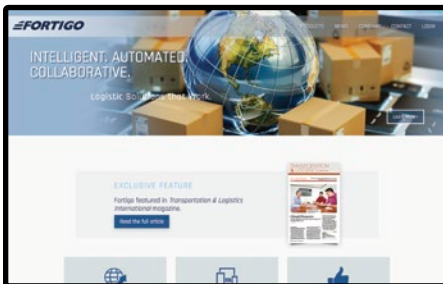 FORTIGO
PRODUCTS NEWS COMPANY CONTACT LOGIN
INTELLIGENT. AUTOMATED.
COLLABORATIVE.
Logistic Solutions that Work.
EXCLUSIVE FEATURE
Fortigo featured in Transportation & Logistics
International magazine.
Read the full article